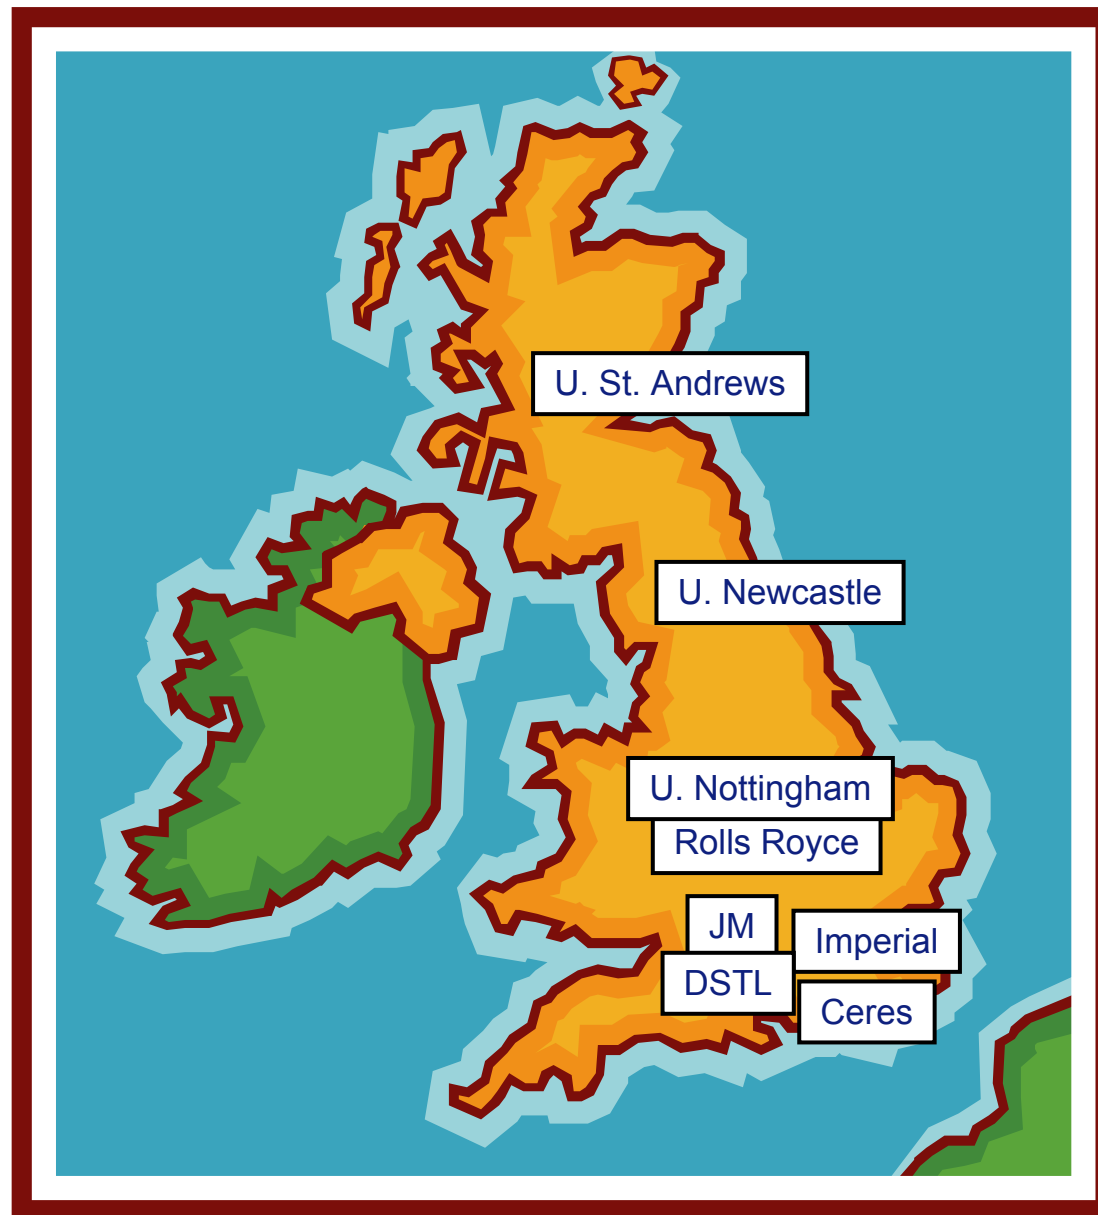 U. St. Andrews
U. Newcastle
U. Nottingham
Rolls Royce
JM
Imperial
DSTL
Ceres